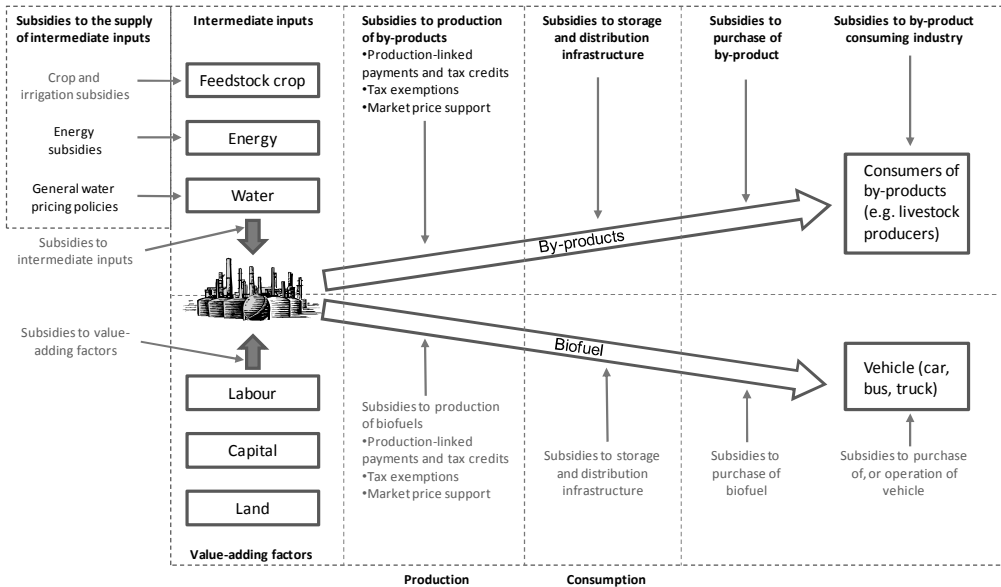 Subsidies to the supply
of intermediate inputs
Intermediate inputs
Subsidies to production
of by-products
•Production-linked
payments and tax credits
•Tax exemptions
•Market price support
Subsidies to storage
and distribution
infrastructure
Subsidies to
purchase of
by-product
Subsidies to by-product
consuming industry
Crop and
irrigation subsidies
Feedstock crop
Energy
subsidies
Energy
General water
pricing policies
Water
Consumers of
by-products
(e.g. livestock
producers)
Subsidies to
intermediate inputs
By-products
Subsidies to value-
adding factors
Biofuel
Vehicle (car,
bus, truck)
Labour
Capital
Land
Subsidies to production
of biofuels
•Production-linked
payments and tax credits
•Tax exemptions
•Market price support
Subsidies to storage
and distribution
infrastructure
Subsidies to
purchase of
biofuel
Subsidies to purchase
of, or operation of
vehicle
Value-adding factors
Production
Consumption